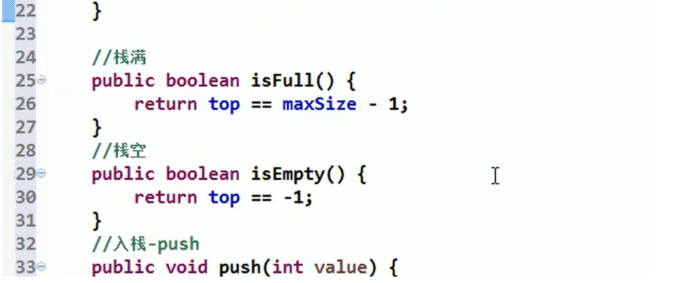 22 }
23
24 //栈满
25 public boolean isFull() {
26 return top == maxSize - 1;
27 }
28 //栈空
29 public boolean isEmpty() {
30 return top == -1;
31 }
32 //入栈-push
33 public void push(int value) {